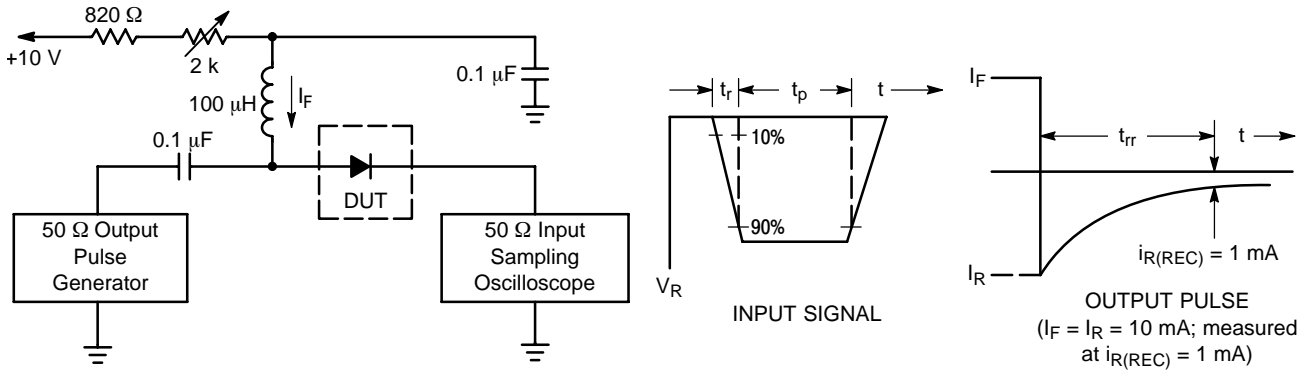 820 Ω
+10 V
2 k
100 μH
I_F
0.1 μF
0.1 μF
DUT
50 Ω Output
Pulse
Generator
50 Ω Input
Sampling
Oscilloscope
t_r
t_p
t
10%
90%
V_R
INPUT SIGNAL
I_F
t_rr
t
I_R
i_R(REC) = 1 mA
OUTPUT PULSE
(I_F = I_R = 10 mA; measured
at i_R(REC) = 1 mA)